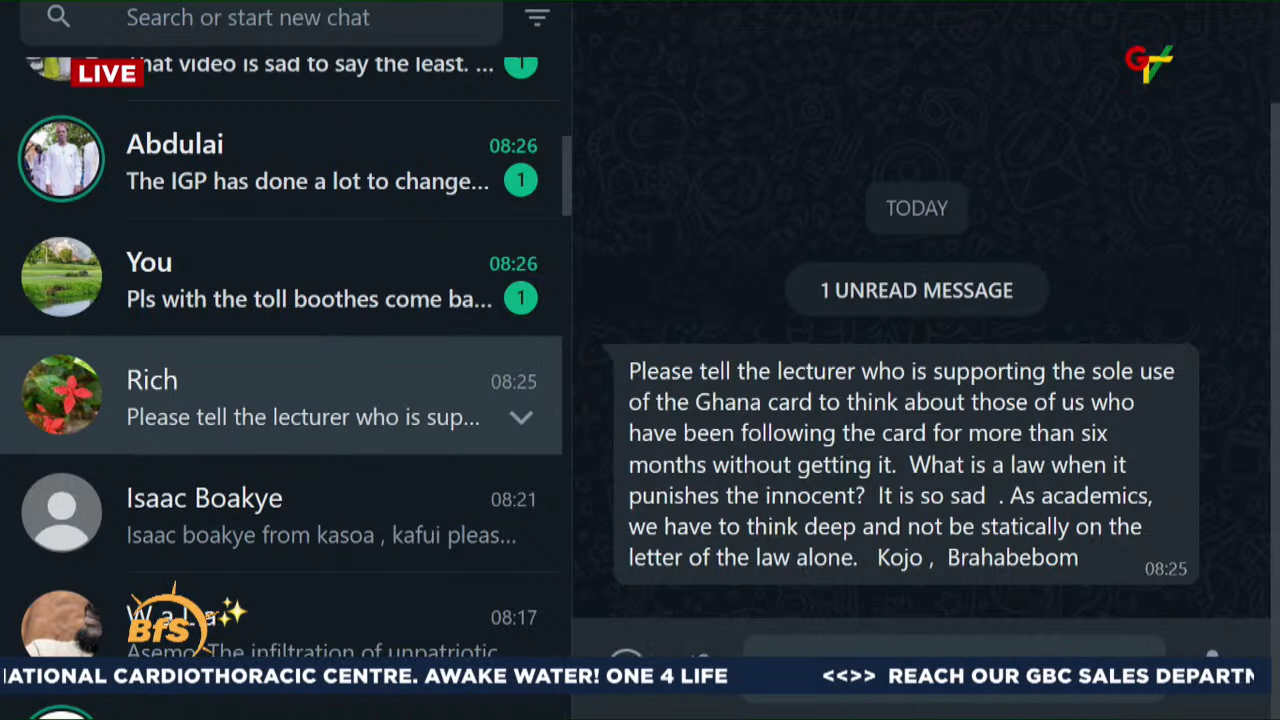 Search or start new chat
LIVE
hat video is sad to say the least. ...
1
Abdulai
08:26
The IGP has done a lot to change...
1
You
08:26
Pls with the toll boothes come ba...
1
Rich
08:25
Please tell the lecturer who is sup...
Isaac Boakye
08:21
Isaac boakye from kasoa , kafui pleas...
08:17
Asemo The infiltration of unpatriotic
BfS
GTV
TODAY
1 UNREAD MESSAGE
Please tell the lecturer who is supporting the sole use
of the Ghana card to think about those of us who
have been following the card for more than six
months without getting it.  What is a law when it
punishes the innocent?  It is so sad  . As academics,
we have to think deep and not be statically on the
letter of the law alone.   Kojo ,  Brahabebom
08:25
NATIONAL CARDIOTHORACIC CENTRE. AWAKE WATER! ONE 4 LIFE <<>> REACH OUR GBC SALES DEPARTN